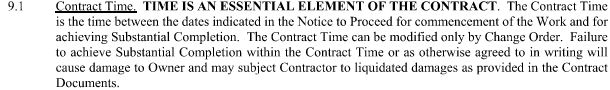 9.1 Contract Time. TIME IS AN ESSENTIAL ELEMENT OF THE CONTRACT. The Contract Time
is the time between the dates indicated in the Notice to Proceed for commencement of the Work and for
achieving Substantial Completion. The Contract Time can be modified only by Change Order. Failure
to achieve Substantial Completion within the Contract Time or as otherwise agreed to in writing will
cause damage to Owner and may subject Contractor to liquidated damages as provided in the Contract
Documents.